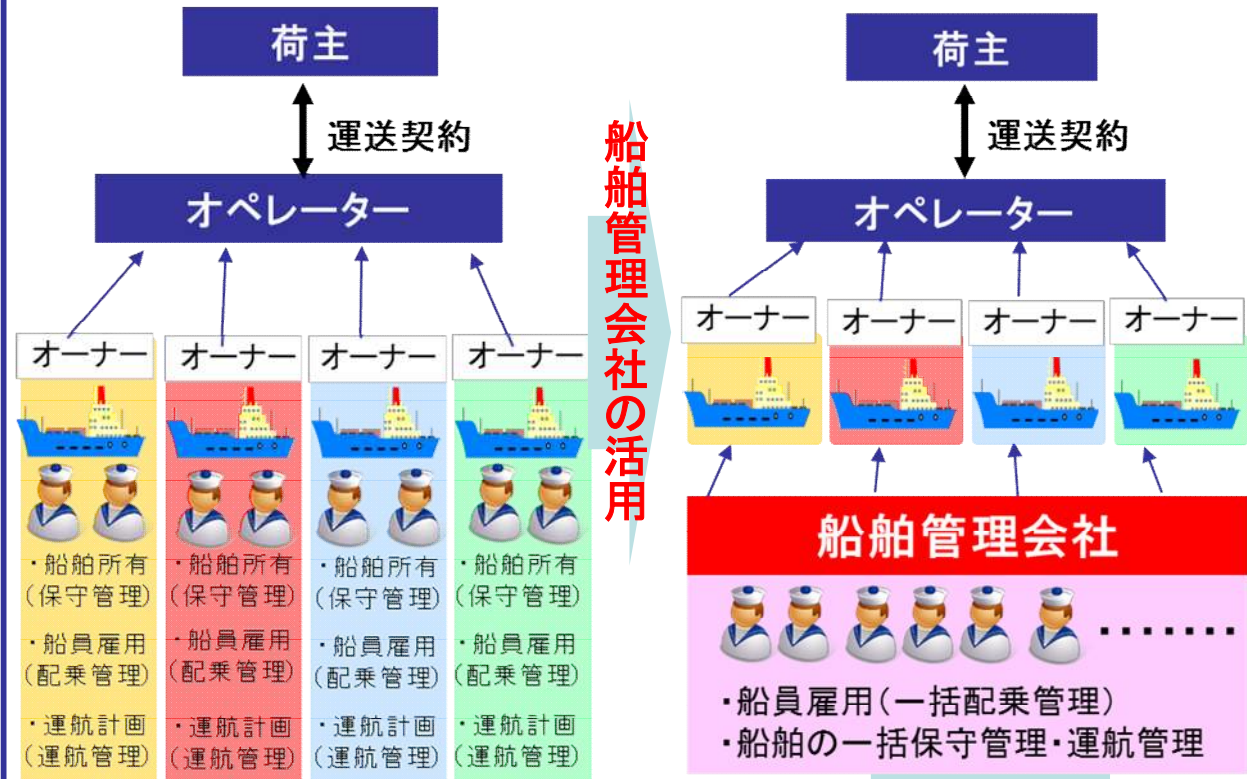 荷主
運送契約
オペレーター
オーナー
オーナー
オーナー
オーナー
・船舶所有
(保守管理)
・船員雇用
(配乗管理)
・運航計画
(運航管理)
・船舶所有
(保守管理)
・船員雇用
(配乗管理)
・運航計画
(運航管理)
・船舶所有
(保守管理)
・船員雇用
(配乗管理)
・運航計画
(運航管理)
・船舶所有
(保守管理)
・船員雇用
(配乗管理)
・運航計画
(運航管理)
船舶管理会社の活用
荷主
運送契約
オペレーター
オーナー
オーナー
オーナー
オーナー
船舶管理会社
・船員雇用(一括配乗管理)
・船舶の一括保守管理・運航管理